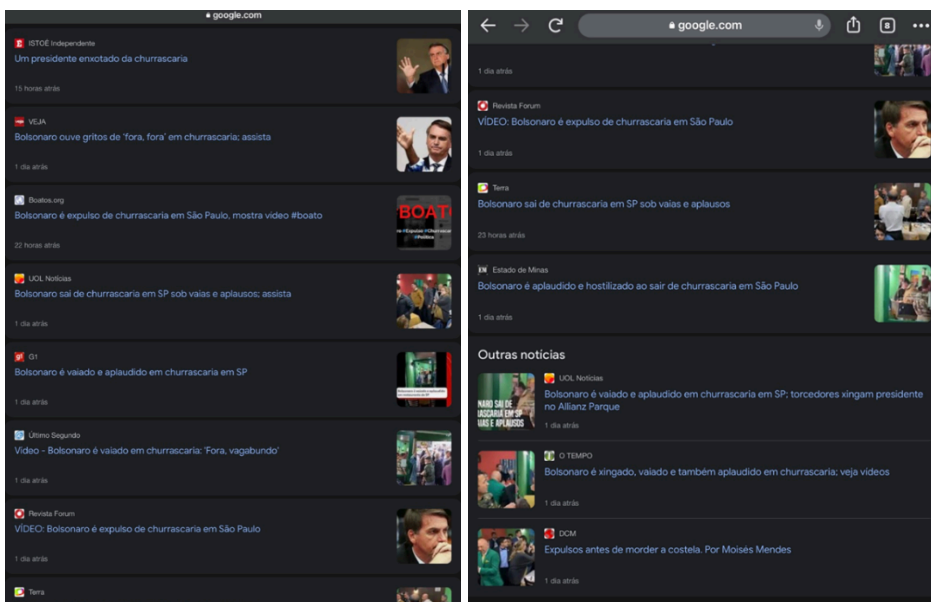 google.com
ISTOÉ Independente
Um presidente enxotado da churrascaria
15 horas atrás
VEJA
Bolsonaro ouve gritos de 'fora, fora' em churrascaria; assista
1 dia atrás
Boatos.org
Bolsonaro é expulso de churrascaria em São Paulo, mostra vídeo #boato
22 horas atrás
BOAT
UOL Notícias
Bolsonaro sai de churrascaria em SP sob vaias e aplausos; assista
1 dia atrás
g1
G1
Bolsonaro é vaiado e aplaudido em churrascaria em SP
1 dia atrás
Último Segundo
Vídeo - Bolsonaro é vaiado em churrascaria: 'Fora, vagabundo'
1 dia atrás
Revista Forum
VÍDEO: Bolsonaro é expulso de churrascaria em São Paulo
1 dia atrás
Terra
google.com
8
1 dia atrás
Revista Forum
VÍDEO: Bolsonaro é expulso de churrascaria em São Paulo
1 dia atrás
Terra
Bolsonaro sai de churrascaria em SP sob vaias e aplausos
23 horas atrás
Estado de Minas
Bolsonaro é aplaudido e hostilizado ao sair de churrascaria em São Paulo
1 dia atrás
Outras notícias
UOL Notícias
Bolsonaro é vaiado e aplaudido em churrascaria em SP; torcedores xingam presidente
no Allianz Parque
1 dia atrás
NARO SAI DE
ASCARIA EM SP
IAS E APLAUSOS
O TEMPO
Bolsonaro é xingado, vaiado e também aplaudido em churrascaria; veja vídeos
1 dia atrás
DCM
Expulsos antes de morder a costela. Por Moisés Mendes
1 dia atrás